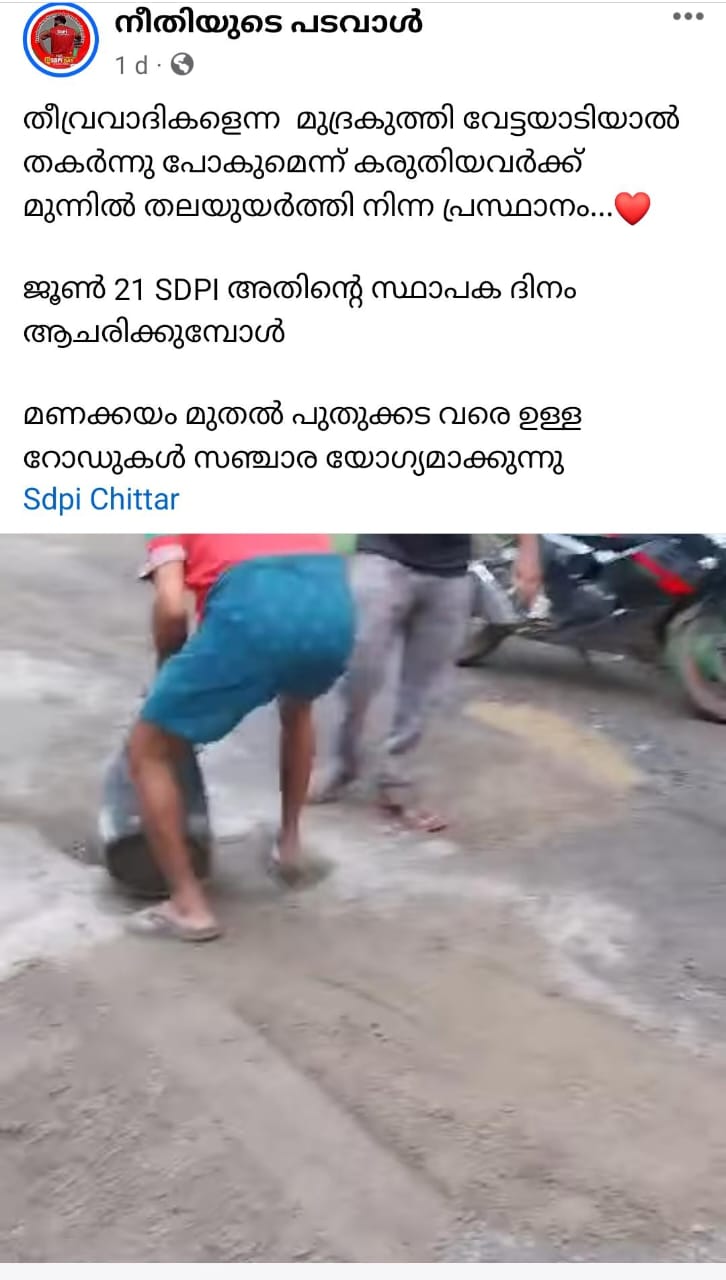 നീതിയുടെ പടവാൾ
1 d ·
തീവ്രവാദികളെന്ന മുദ്രകുത്തി വേട്ടയാടിയാൽ
തകർന്നു പോകുമെന്ന് കരുതിയവർക്ക്
മുന്നിൽ തലയുയർത്തി നിന്ന പ്രസ്ഥാനം...❤️
ജൂൺ 21 SDPI അതിന്റെ സ്ഥാപക ദിനം
ആചരിക്കുമ്പോൾ
മണക്കയം മുതൽ പുതുക്കട വരെ ഉള്ള
റോഡുകൾ സഞ്ചാര യോഗ്യമാക്കുന്നു
Sdpi Chittar